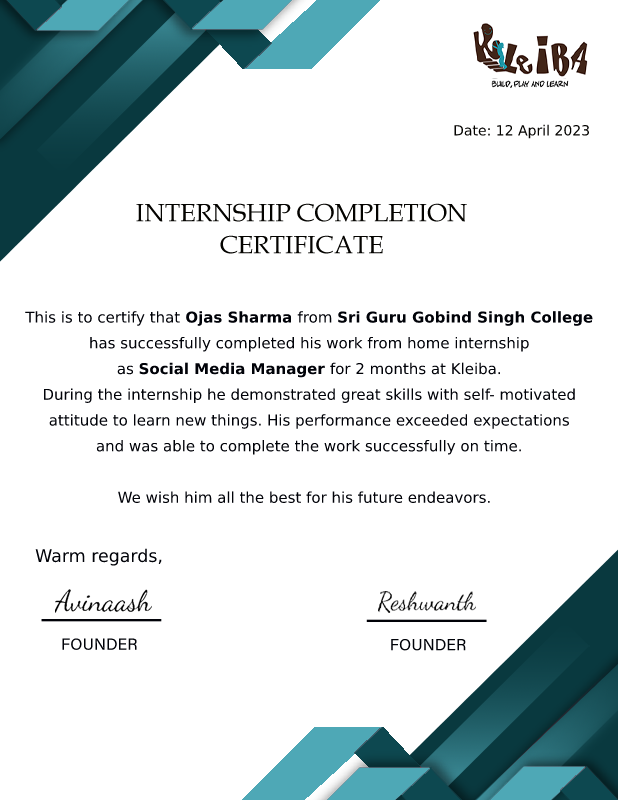 KLeiBA
BUILD, PLAY AND LEARN
Date: 12 April 2023
INTERNSHIP COMPLETION
CERTIFICATE
This is to certify that Ojas Sharma from Sri Guru Gobind Singh College
has successfully completed his work from home internship
as Social Media Manager for 2 months at Kleiba.
During the internship he demonstrated great skills with self- motivated
attitude to learn new things. His performance exceeded expectations
and was able to complete the work successfully on time.
We wish him all the best for his future endeavors.
Warm regards,
Avinaash Reshwanth
FOUNDER FOUNDER